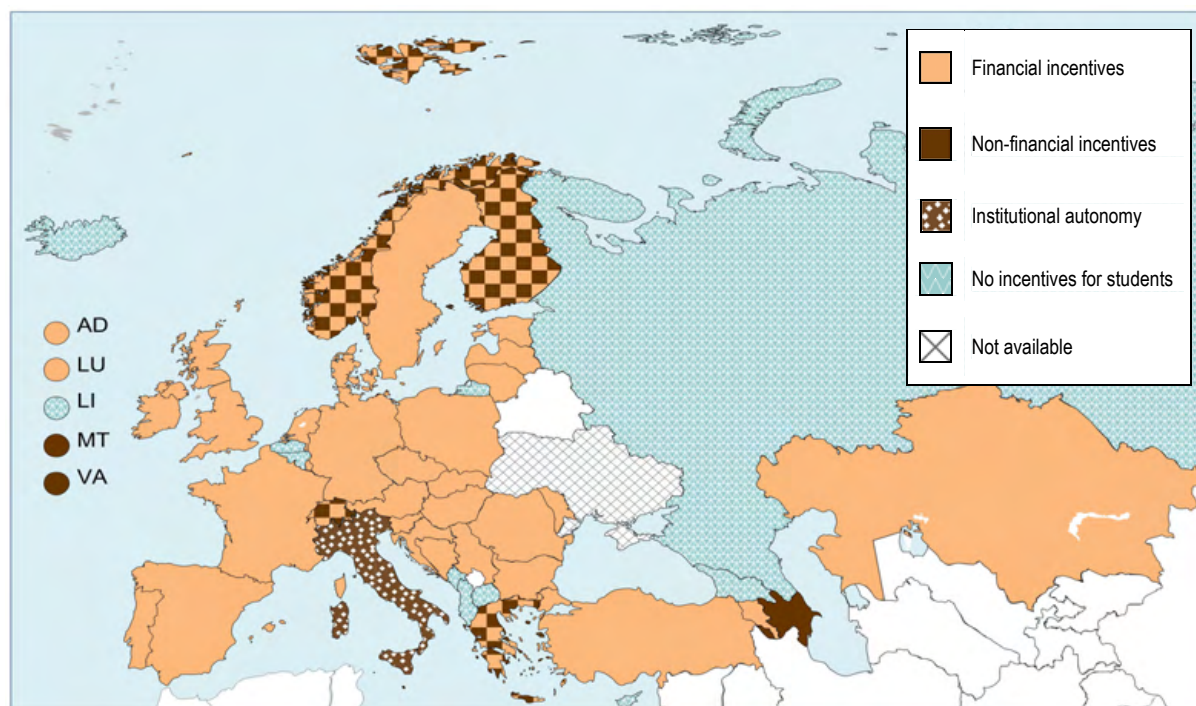 Financial incentives
Non-financial incentives
Institutional autonomy
No incentives for students
Not available
AD
LU
LI
MT
VA